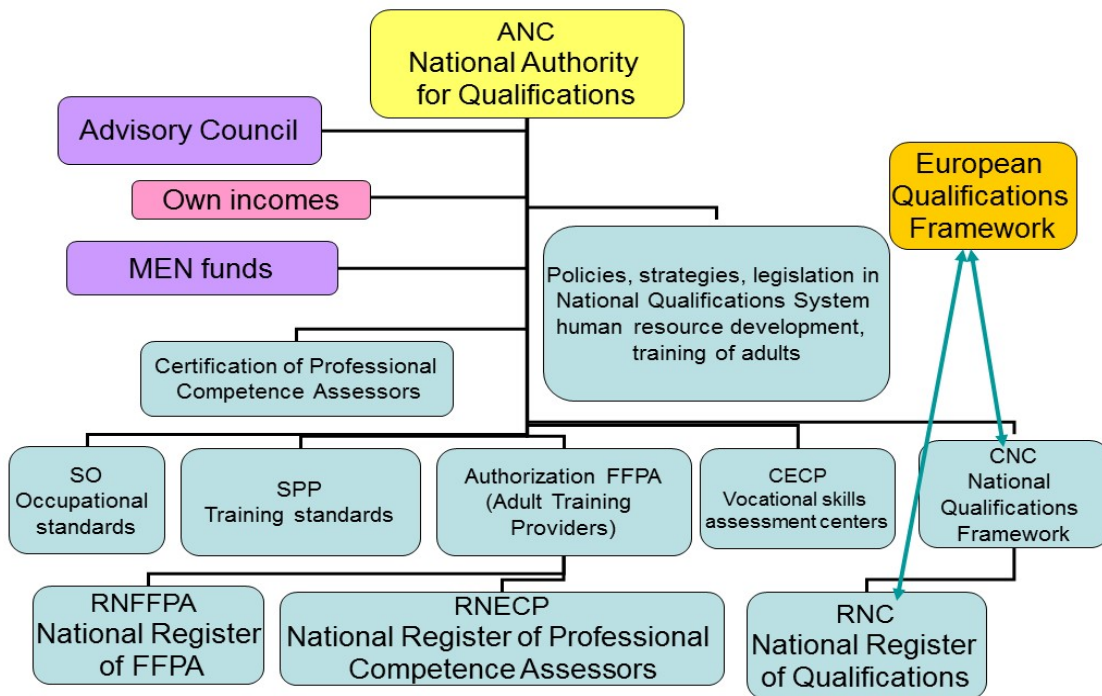 ANC
National Authority
for Qualifications
Advisory Council
Own incomes
MEN funds
European
Qualifications
Framework
Policies, strategies, legislation in
National Qualifications System
human resource development,
training of adults
Certification of Professional
Competence Assessors
SO
Occupational
standards
SPP
Training standards
Authorization FFPA
(Adult Training
Providers)
CECP
Vocational skills
assessment centers
CNC
National
Qualifications
Framework
RNFFPA
National Register
of FFPA
RNECP
National Register of Professional
Competence Assessors
RNC
National Register
of Qualifications